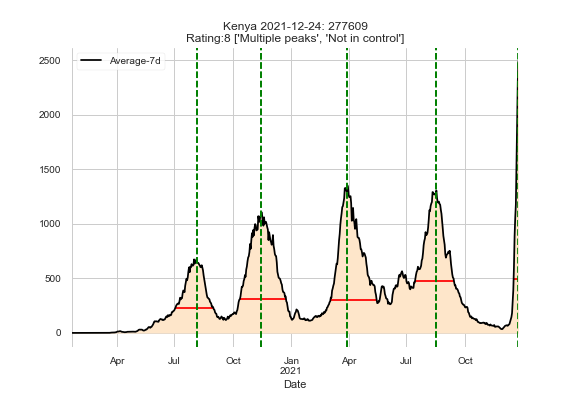 Kenya 2021-12-24: 277609
Rating:8 ['Multiple peaks', 'Not in control']
Average-7d
2500
2000
1500
1000
500
0
Apr Jul Oct Jan Apr Jul Oct
2021
Date